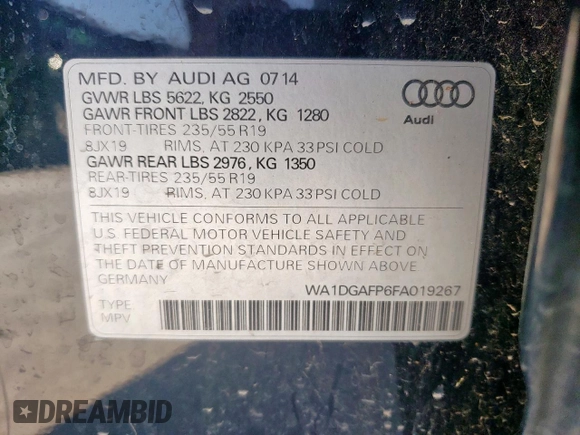 MFD. BY AUDI AG 0714
GVWR LBS 5622, KG 2550
GAWR FRONT LBS 2822, KG 1280
FRONT-TIRES 235/55 R19
8JX19 RIMS, AT 230 KPA 33 PSI COLD
GAWR REAR LBS 2976, KG 1350
REAR-TIRES 235/55 R19
8JX19 RIMS, AT 230 KPA 33 PSI COLD
Audi
THIS VEHICLE CONFORMS TO ALL APPLICABLE
U.S. FEDERAL MOTOR VEHICLE SAFETY AND
THEFT PREVENTION STANDARDS IN EFFECT ON
THE DATE OF MANUFACTURE SHOWN ABOVE
GERMANY
WA1DGAFP6FA019267
TYPE
MPV
DREAMBID